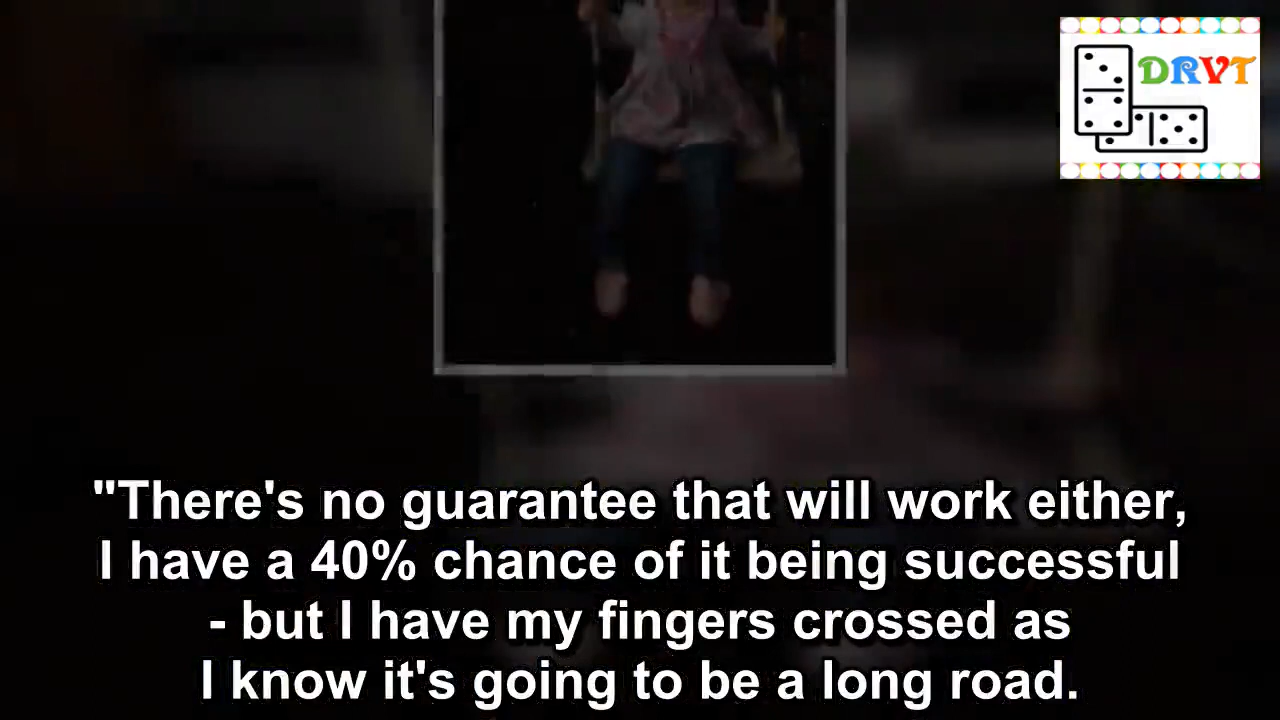 DRVT
"There's no guarantee that will work either,
I have a 40% chance of it being successful
- but I have my fingers crossed as
I know it's going to be a long road.